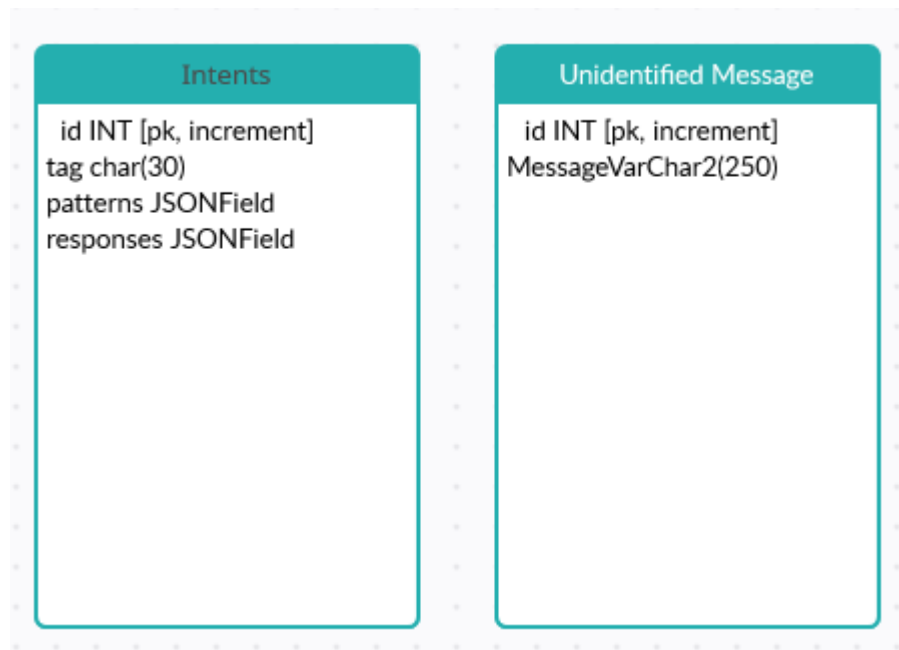 Intents
id INT [pk, increment]
tag char(30)
patterns JSONField
responses JSONField
Unidentified Message
id INT [pk, increment]
MessageVarChar2(250)